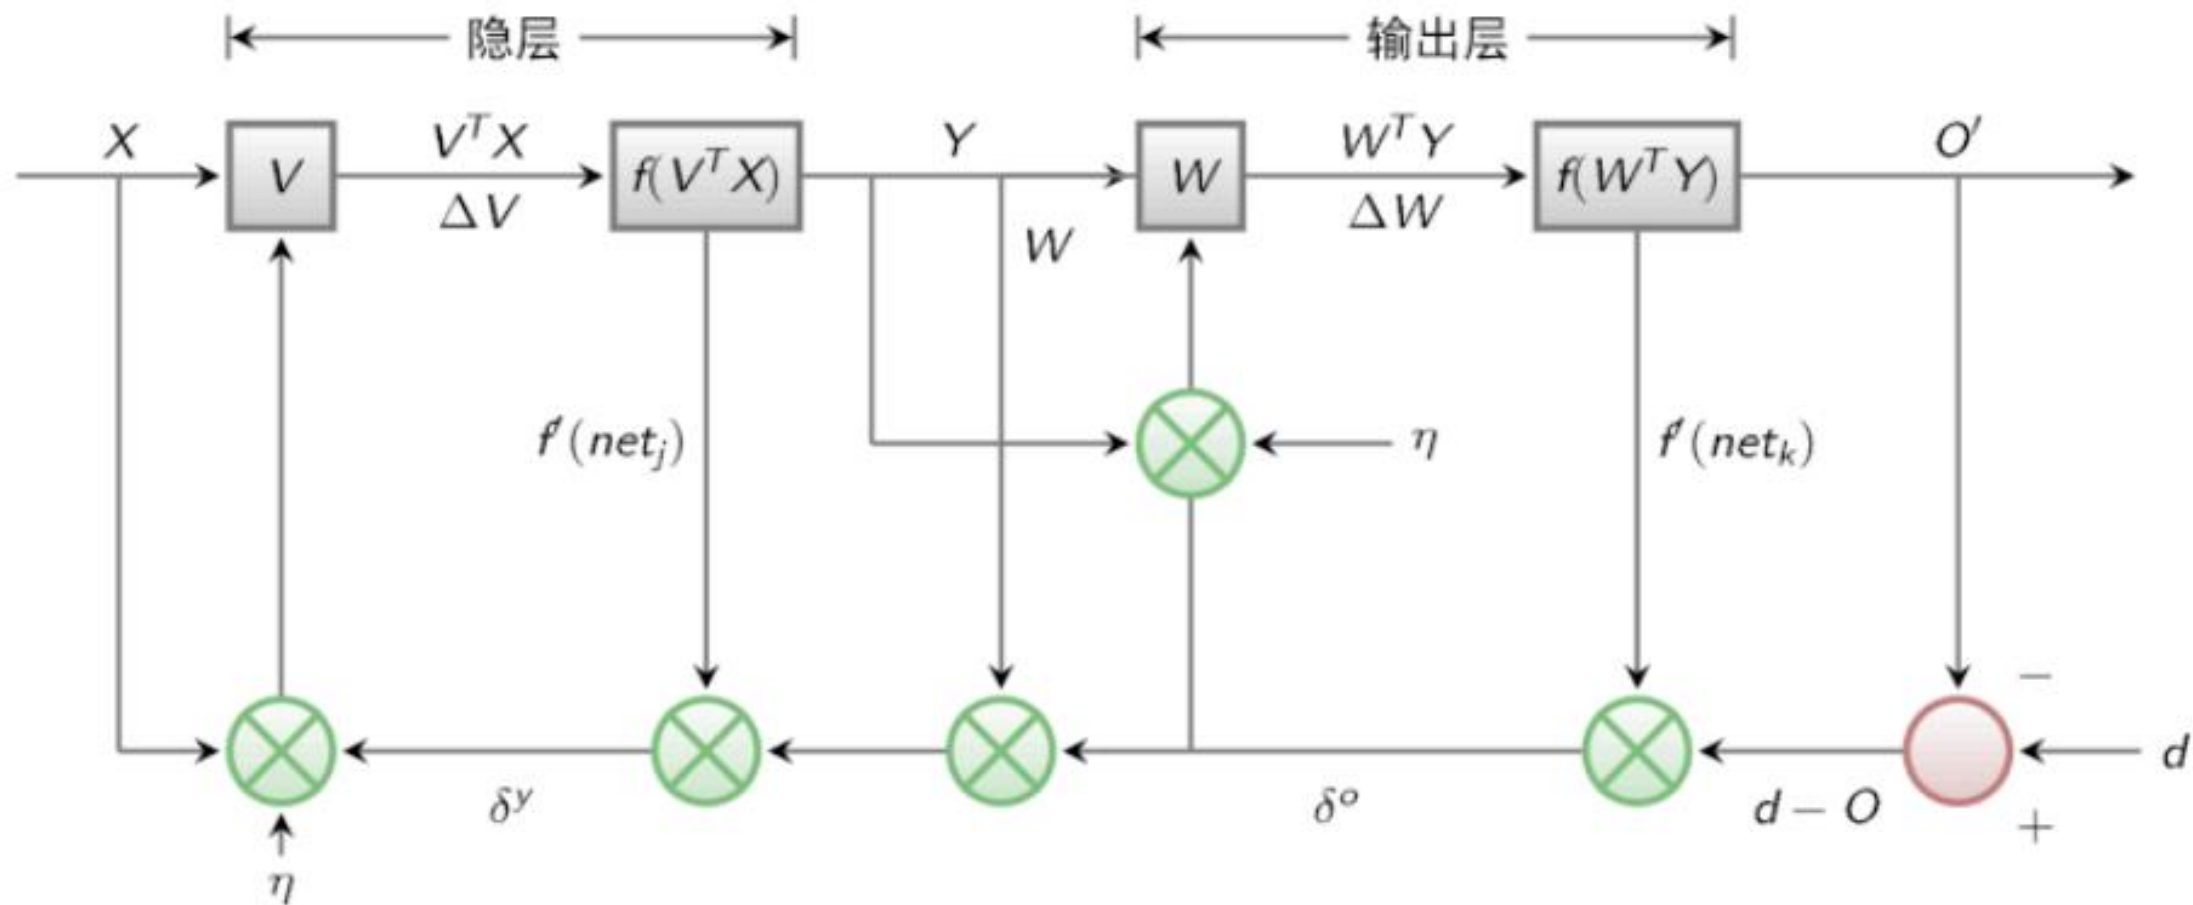 隐层
输出层
X
V
V^T X
ΔV
f(V^T X)
Y
W
W
W^T Y
ΔW
f(W^T Y)
O′
f′(net_j)
η
f′(net_k)
−
d
+
d − O
δ^o
δ^y
η